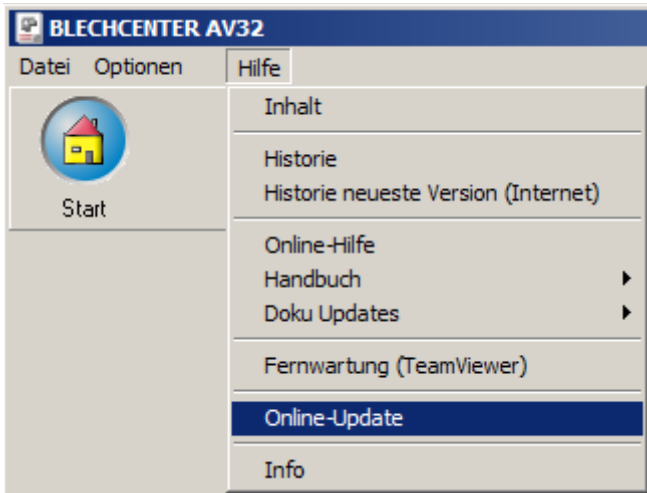 BLECHCENTER AV32
Datei Optionen Hilfe
Start
Inhalt
Historie
Historie neueste Version (Internet)
Online-Hilfe
Handbuch
Doku Updates
Fernwartung (TeamViewer)
Online-Update
Info